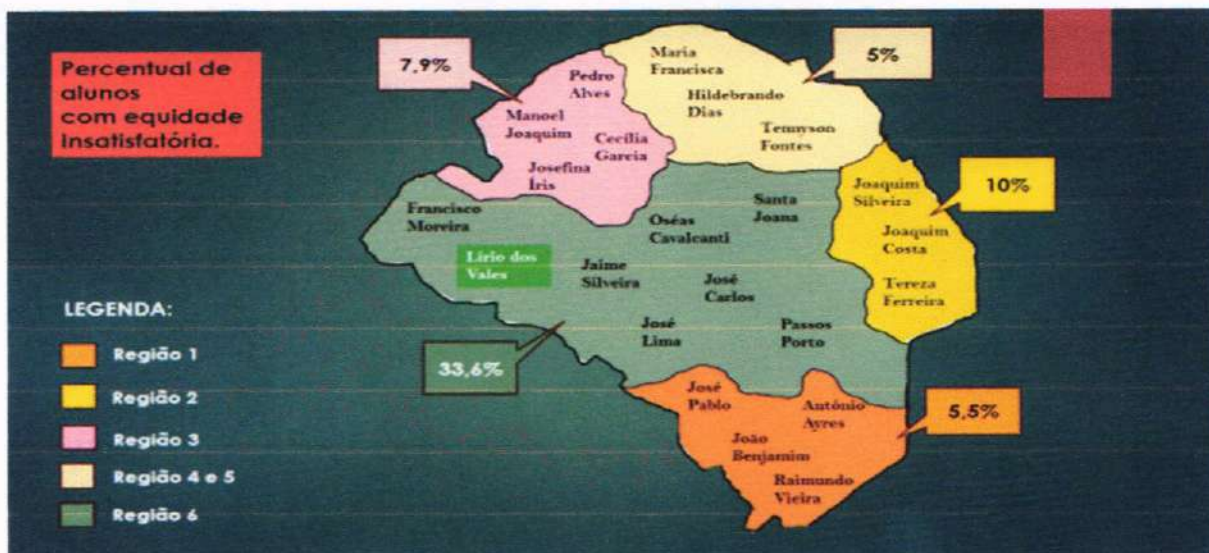 Percentual de
alunos
com equidade
insatisfatória.
7,9%
5%
10%
33,6%
5,5%
Maria
Francisca
Hildebrando
Dias
Tennyson
Fontes
Pedro
Alves
Manoel
Joaquim
Cecília
Garcia
Josefina
Íris
Joaquim
Silveira
Joaquim
Costa
Tereza
Ferreira
Francisco
Moreira
Lírio dos
Vales
Oséas
Cavalcanti
Santa
Joana
Jaime
Silveira
José
Carlos
José
Lima
Passos
Porto
José
Pablo
Antônio
Ayres
João
Benjamim
Raimundo
Vieira
LEGENDA:
Região 1
Região 2
Região 3
Região 4 e 5
Região 6